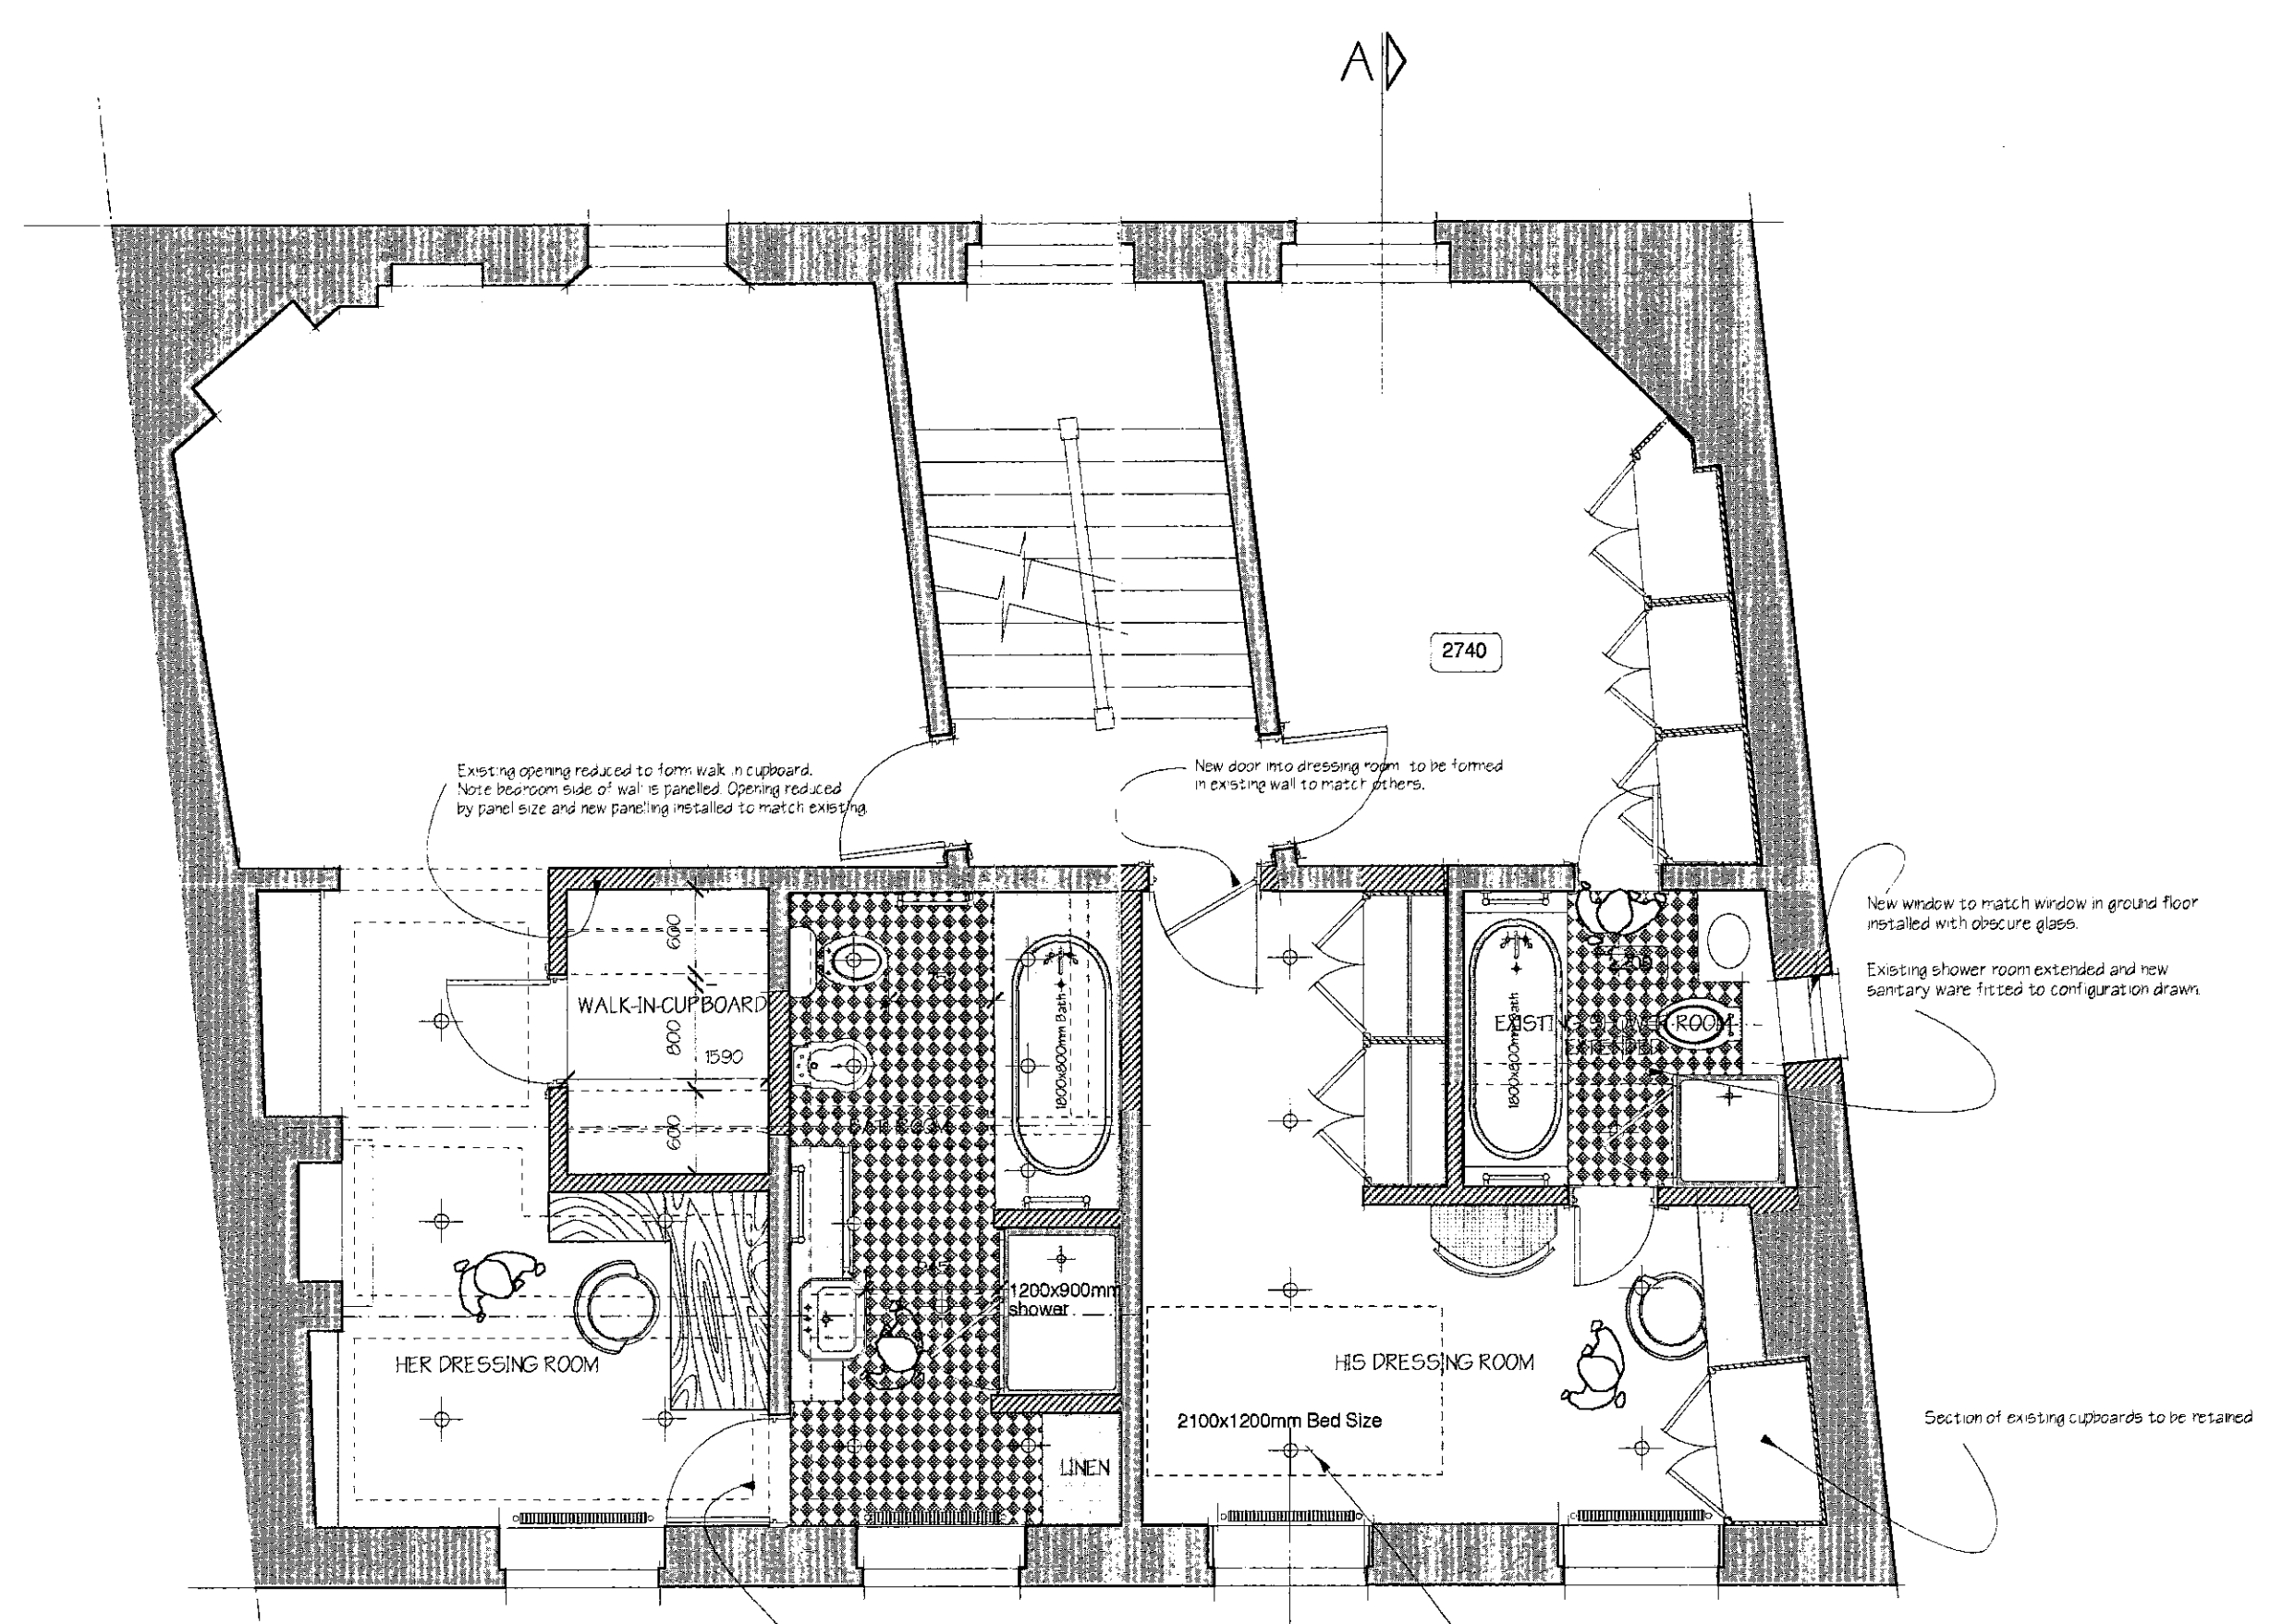 A
2740
Existing opening reduced to form walk in cupboard.
Note bedroom side of wall is panelled. Opening reduced
by panel size and new panelling installed to match existing.
New door into dressing room to be formed
in existing wall to match others.
New window to match window in ground floor
installed with obscure glass.
Existing shower room extended and new
sanitary ware fitted to configuration drawn.
600
WALK-IN-CUPBOARD
800
1590
600
1800x800mm Bath
BATHROOM
1800x800mm Bath
EXISTING SHOWER ROOM
EXTENDED
1200x900mm
shower
HER DRESSING ROOM
HIS DRESSING ROOM
2100x1200mm Bed Size
LINEN
Section of existing cupboards to be retained